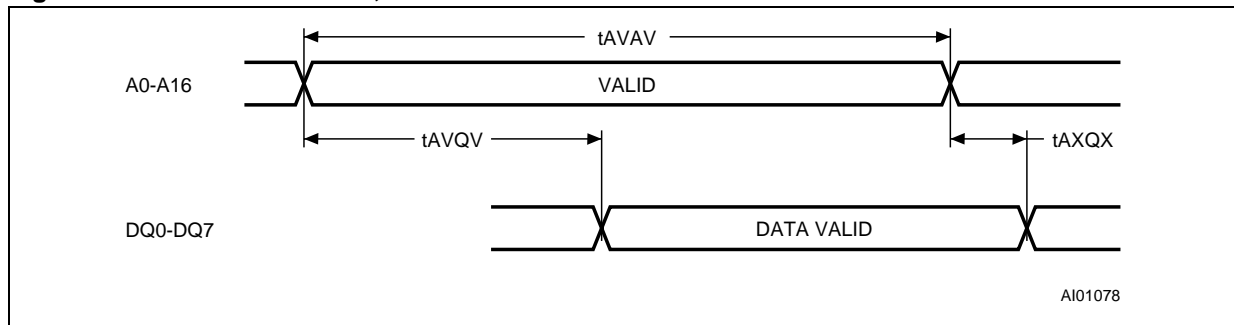 tAVAV
A0-A16
VALID
tAVQV
tAXQX
DQ0-DQ7
DATA VALID
AI01078